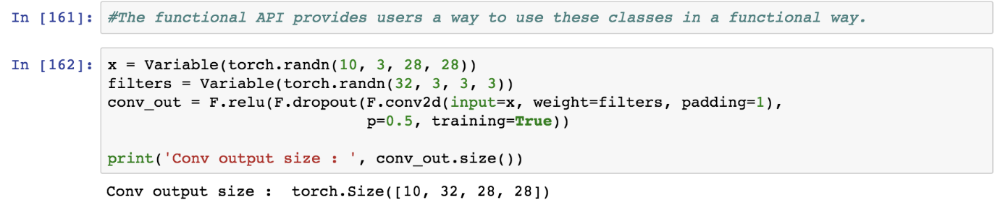 In [161]: #The functional API provides users a way to use these classes in a functional way.
In [162]: x = Variable(torch.randn(10, 3, 28, 28))
filters = Variable(torch.randn(32, 3, 3, 3))
conv_out = F.relu(F.dropout(F.conv2d(input=x, weight=filters, padding=1),
p=0.5, training=True))
print('Conv output size : ', conv_out.size())
Conv output size :  torch.Size([10, 32, 28, 28])